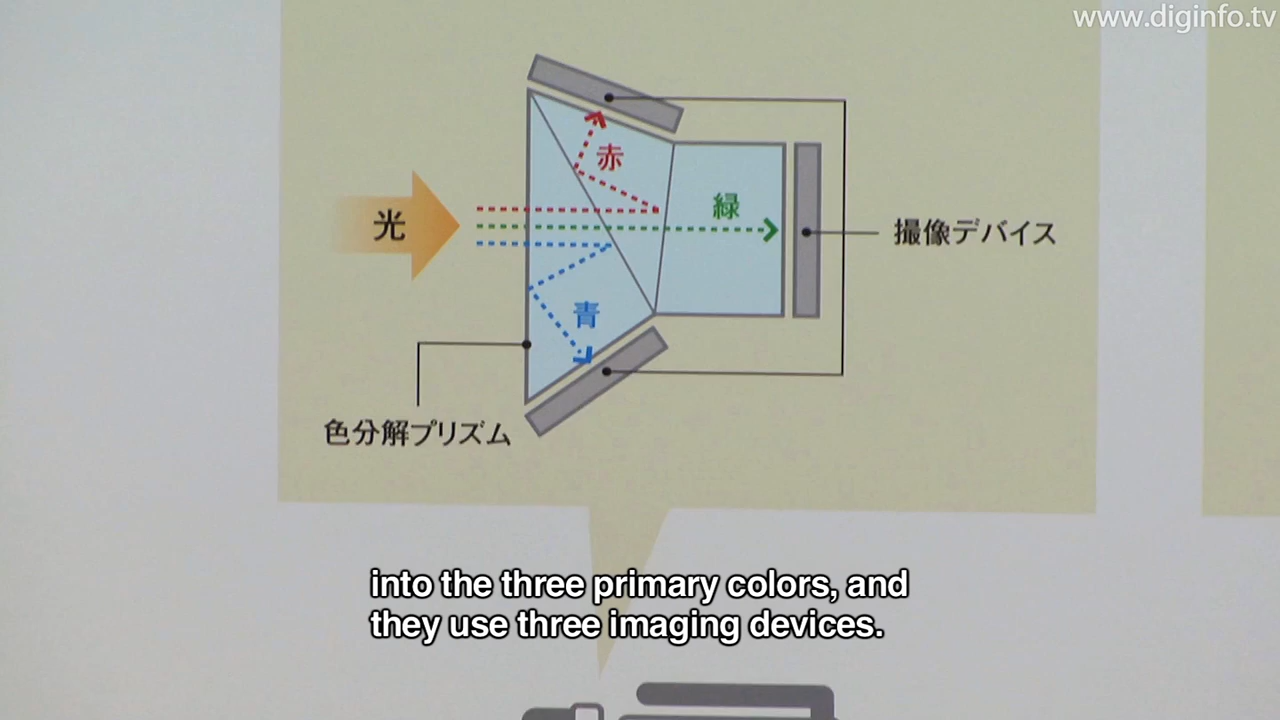 www.diginfo.tv
赤
緑
光
撮像デバイス
青
色分解プリズム
into the three primary colors, and
they use three imaging devices.